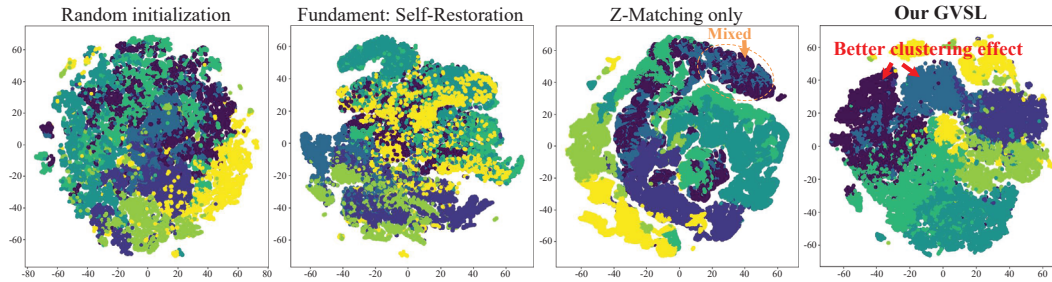 Random initialization
Fundament: Self-Restoration
Z-Matching only
Our GVSL
Mixed
Better clustering effect
60
40
20
0
-20
-40
-60
-80 -60 -40 -20 0 20 40 60 80
60
40
20
0
-20
-40
-60
-60 -40 -20 0 20 40 60
60
40
20
0
-20
-40
-60
-60 -40 -20 0 20 40 60
60
40
20
0
-20
-40
-60
-60 -40 -20 0 20 40 60